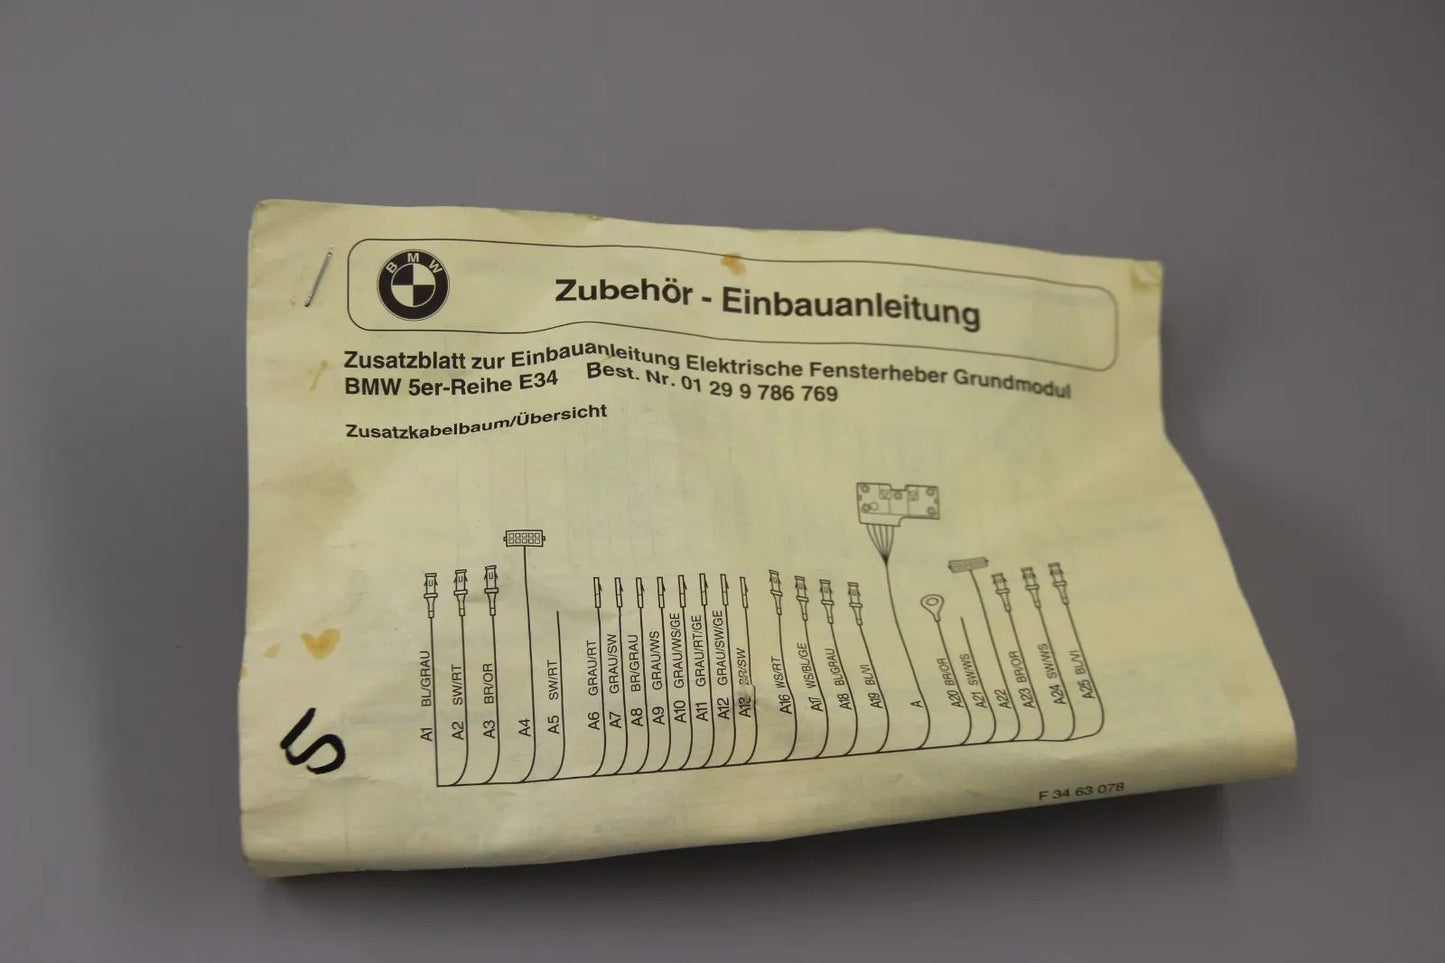 BMW
Zubehör - Einbauanleitung
Zusatzblatt zur Einbauanleitung Elektrische Fensterheber Grundmodul
BMW 5er-Reihe E34 Best. Nr. 01 29 9 786 769
Zusatzkabelbaum/Übersicht
A1 BL/GRAU
A2 SW/RT
A3 BR/OR
A4
A5 SW/RT
A6 GRAU/RT
A7 GRAU/SW
A8 BR/GRAU
A9 GRAU/WS
A10 GRAU/WS/GE
A11 GRAU/RT/GE
A12 GRAU/SW/GE
BR/SW
A16 WS/RT
A17 WS/BL/GE
A18 BL/GRAU
A19 BL/VI
A
A20 BR/OR
A21 SW/WS
A22
A23 BR/OR
A24 SW/WS
A25 BL/VI
F 34 63 078
5